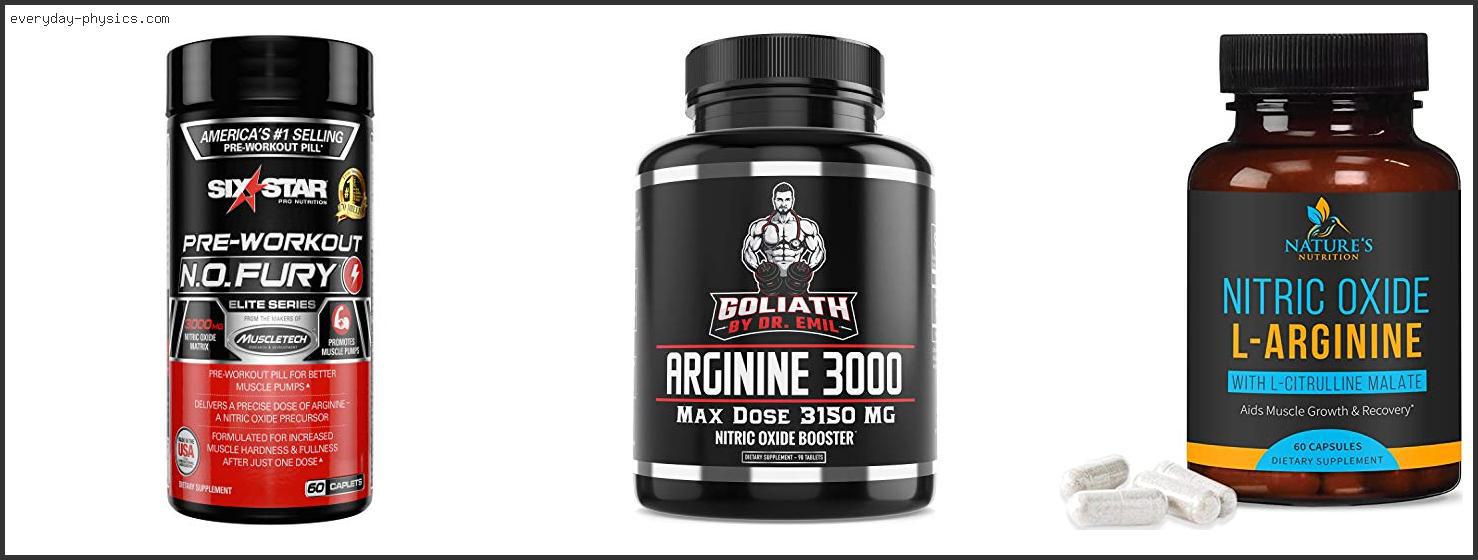 everyday-physics.com
AMERICA'S #1 SELLING
PRE-WORKOUT PILL*
SIX STAR
PRO NUTRITION
#1
PRE-WORKOUT
N.O. FURY
ELITE SERIES
3000MG
NITRIC OXIDE
MATRIX
FROM THE MAKERS OF
MUSCLETECH
RESEARCH & DEVELOPMENT
PROMOTES
MUSCLE PUMPS
PRE-WORKOUT PILL FOR BETTER
MUSCLE PUMPS▲
DELIVERS A PRECISE DOSE OF ARGININE –
A NITRIC OXIDE PRECURSOR
FORMULATED FOR INCREASED
MUSCLE HARDNESS & FULLNESS
AFTER JUST ONE DOSE▲
MADE IN THE
USA
DIETARY SUPPLEMENT
60 CAPLETS
GOLIATH
BY DR. EMIL
ARGININE 3000
MAX DOSE 3150 MG
NITRIC OXIDE BOOSTER*
DIETARY SUPPLEMENT – 90 TABLETS
NATURE'S
NUTRITION
NITRIC OXIDE
L-ARGININE
WITH L-CITRULLINE MALATE
Aids Muscle Growth & Recovery*
60 CAPSULES
DIETARY SUPPLEMENT